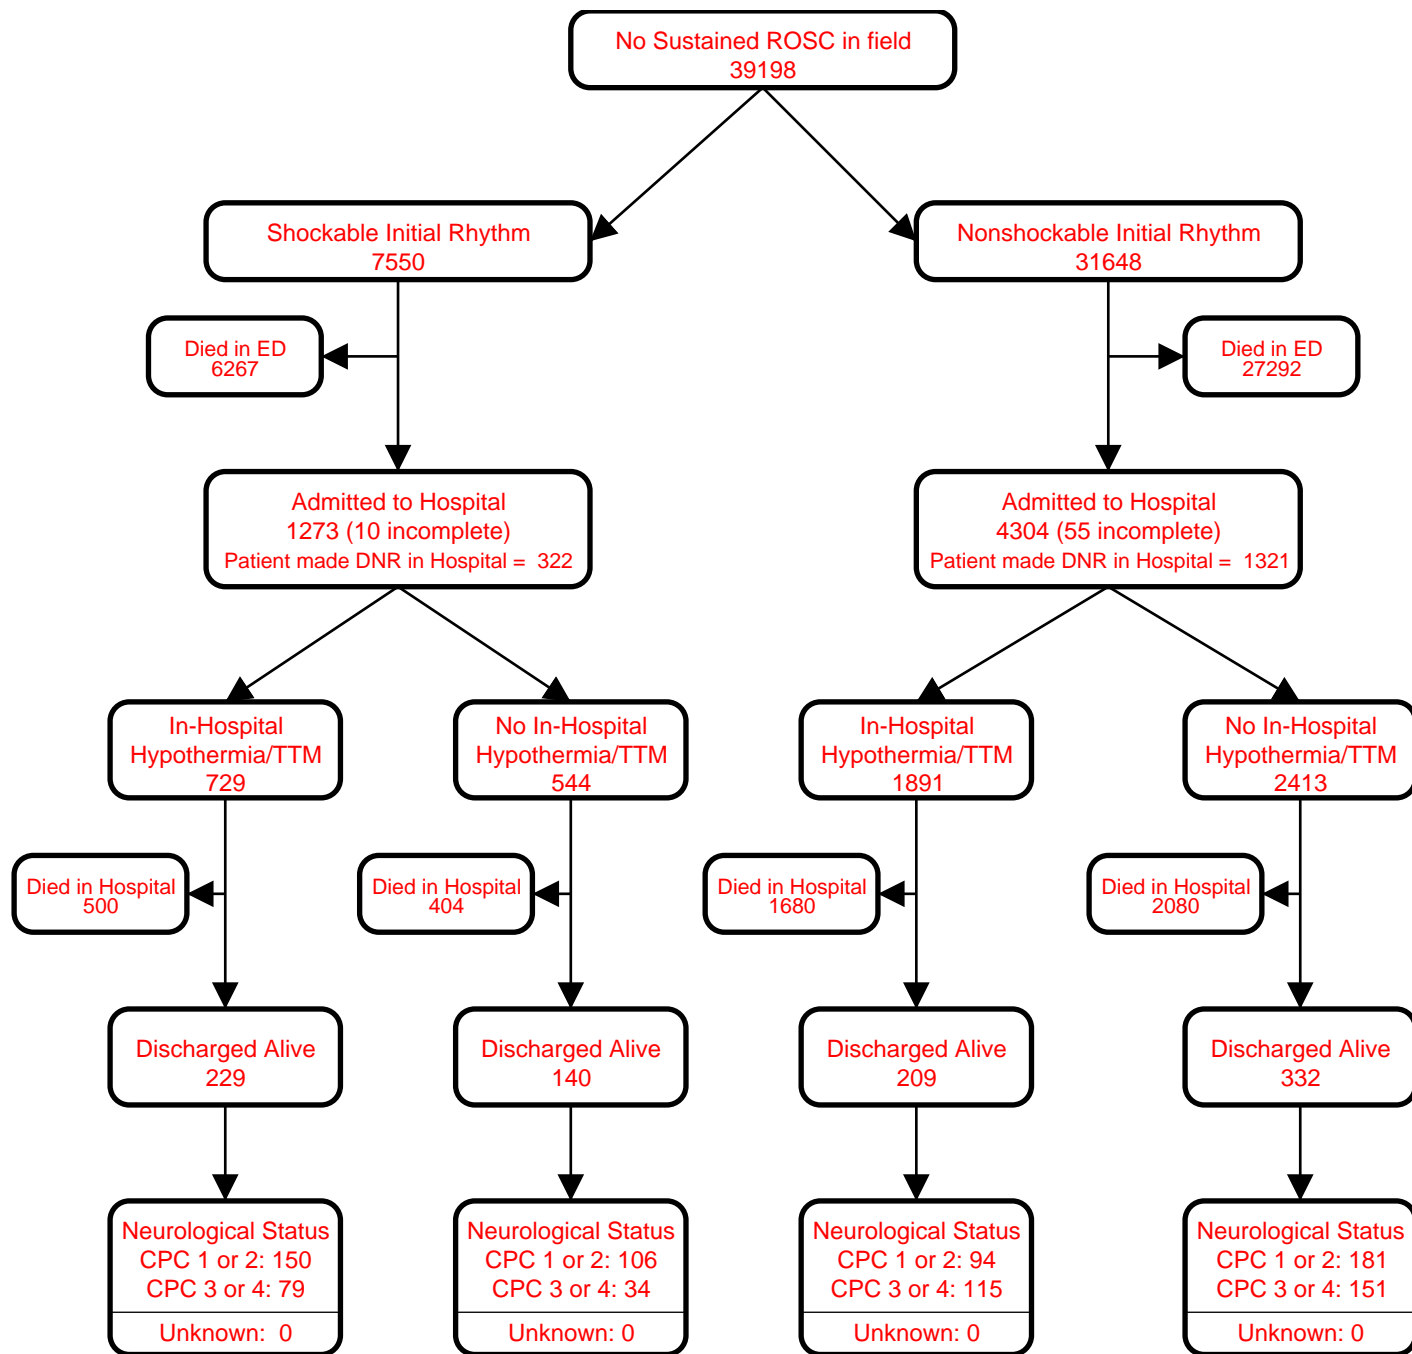 No Sustained ROSC in field
39198
Shockable Initial Rhythm
7550
Nonshockable Initial Rhythm
31648
Died in ED
6267
Died in ED
27292
Admitted to Hospital
1273 (10 incomplete)
Patient made DNR in Hospital = 322
Admitted to Hospital
4304 (55 incomplete)
Patient made DNR in Hospital = 1321
In-Hospital
Hypothermia/TTM
729
No In-Hospital
Hypothermia/TTM
544
In-Hospital
Hypothermia/TTM
1891
No In-Hospital
Hypothermia/TTM
2413
Died in Hospital
500
Died in Hospital
404
Died in Hospital
1680
Died in Hospital
2080
Discharged Alive
229
Discharged Alive
140
Discharged Alive
209
Discharged Alive
332
Neurological Status
CPC 1 or 2: 150
CPC 3 or 4: 79
Unknown: 0
Neurological Status
CPC 1 or 2: 106
CPC 3 or 4: 34
Unknown: 0
Neurological Status
CPC 1 or 2: 94
CPC 3 or 4: 115
Unknown: 0
Neurological Status
CPC 1 or 2: 181
CPC 3 or 4: 151
Unknown: 0